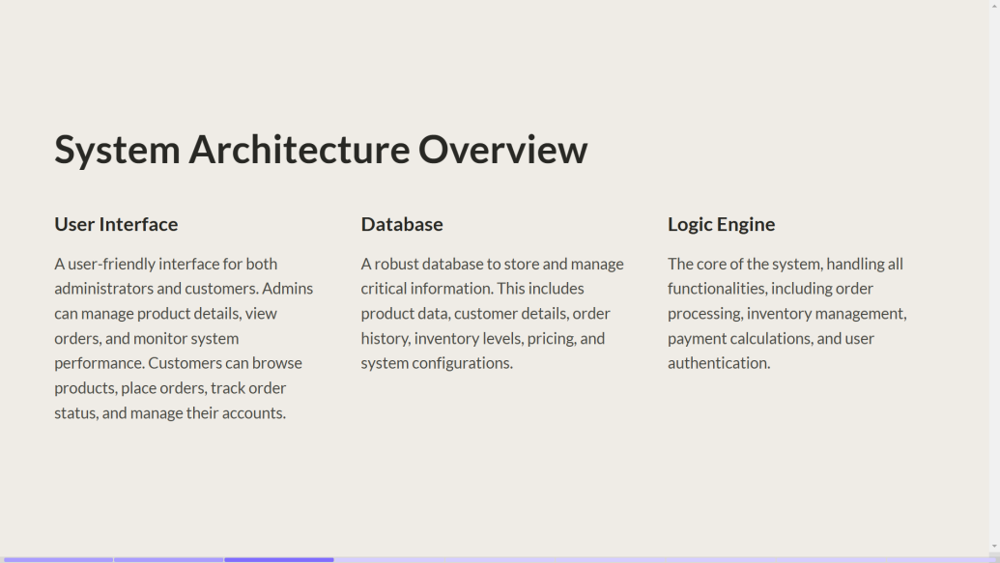 System Architecture Overview
User Interface
A user-friendly interface for both
administrators and customers. Admins
can manage product details, view
orders, and monitor system
performance. Customers can browse
products, place orders, track order
status, and manage their accounts.
Database
A robust database to store and manage
critical information. This includes
product data, customer details, order
history, inventory levels, pricing, and
system configurations.
Logic Engine
The core of the system, handling all
functionalities, including order
processing, inventory management,
payment calculations, and user
authentication.